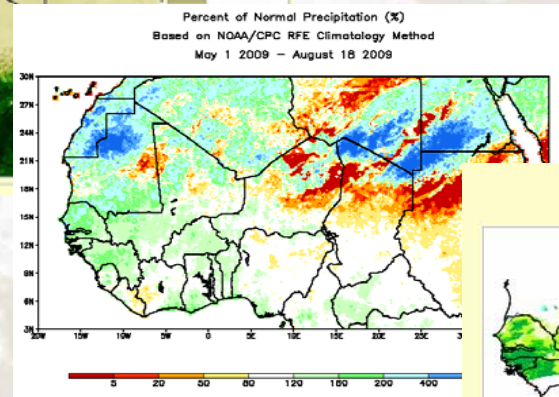 Percent of Normal Precipitation (%)
Based on NOAA/CPC RFE Climatology Method
May 1 2009 – August 18 2009
30N
27N
24N
21N
18N
15N
12N
9N
6N
3N
20W 15W 10W 5W 0 5E 10E 15E 20E 25E
5 20 50 80 120 160 200 400